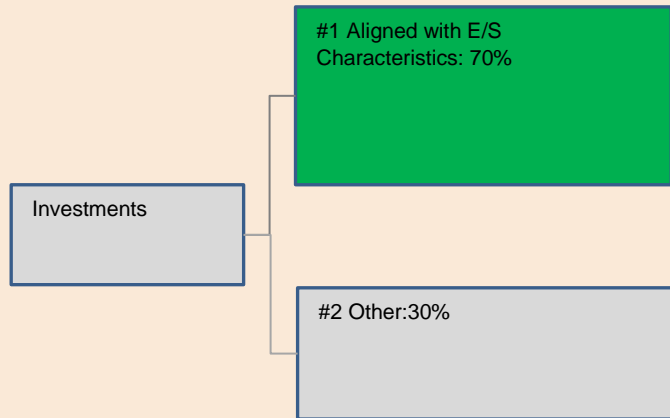 #1 Aligned with E/S
Characteristics: 70%
Investments
#2 Other:30%